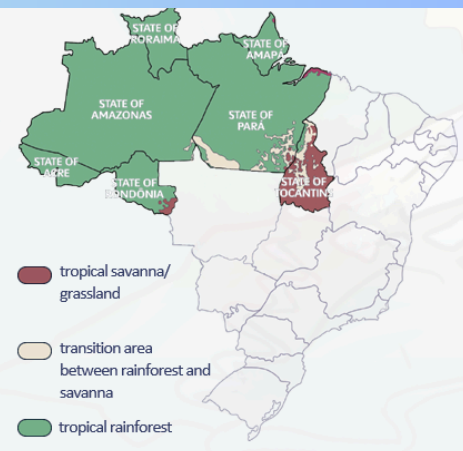 STATE OF
RORAIMA
STATE OF
AMAPÁ
STATE OF
AMAZONAS
STATE OF
PARÁ
STATE OF
ACRE
STATE OF
RONDÔNIA
STATE OF
TOCANTINS
tropical savanna/
grassland
transition area
between rainforest and
savanna
tropical rainforest